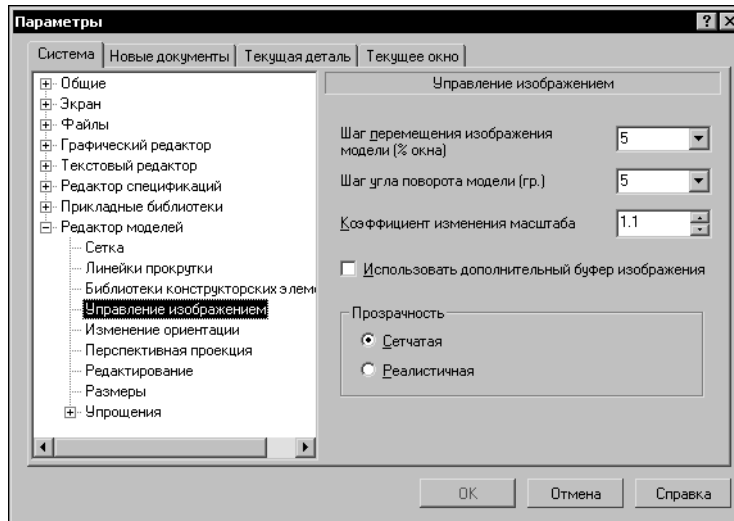 Параметры
Система
Новые документы
Текущая деталь
Текущее окно
Общие
Экран
Файлы
Графический редактор
Текстовый редактор
Редактор спецификаций
Прикладные библиотеки
Редактор моделей
Сетка
Линейки прокрутки
Библиотеки конструкторских элем
Управление изображением
Изменение ориентации
Перспективная проекция
Редактирование
Размеры
Упрощения
Управление изображением
Шаг перемещения изображения
модели (% окна)
5
Шаг угла поворота модели (гр.)
5
Коэффициент изменения масштаба
1.1
Использовать дополнительный буфер изображения
Прозрачность
Сетчатая
Реалистичная
OK
Отмена
Справка